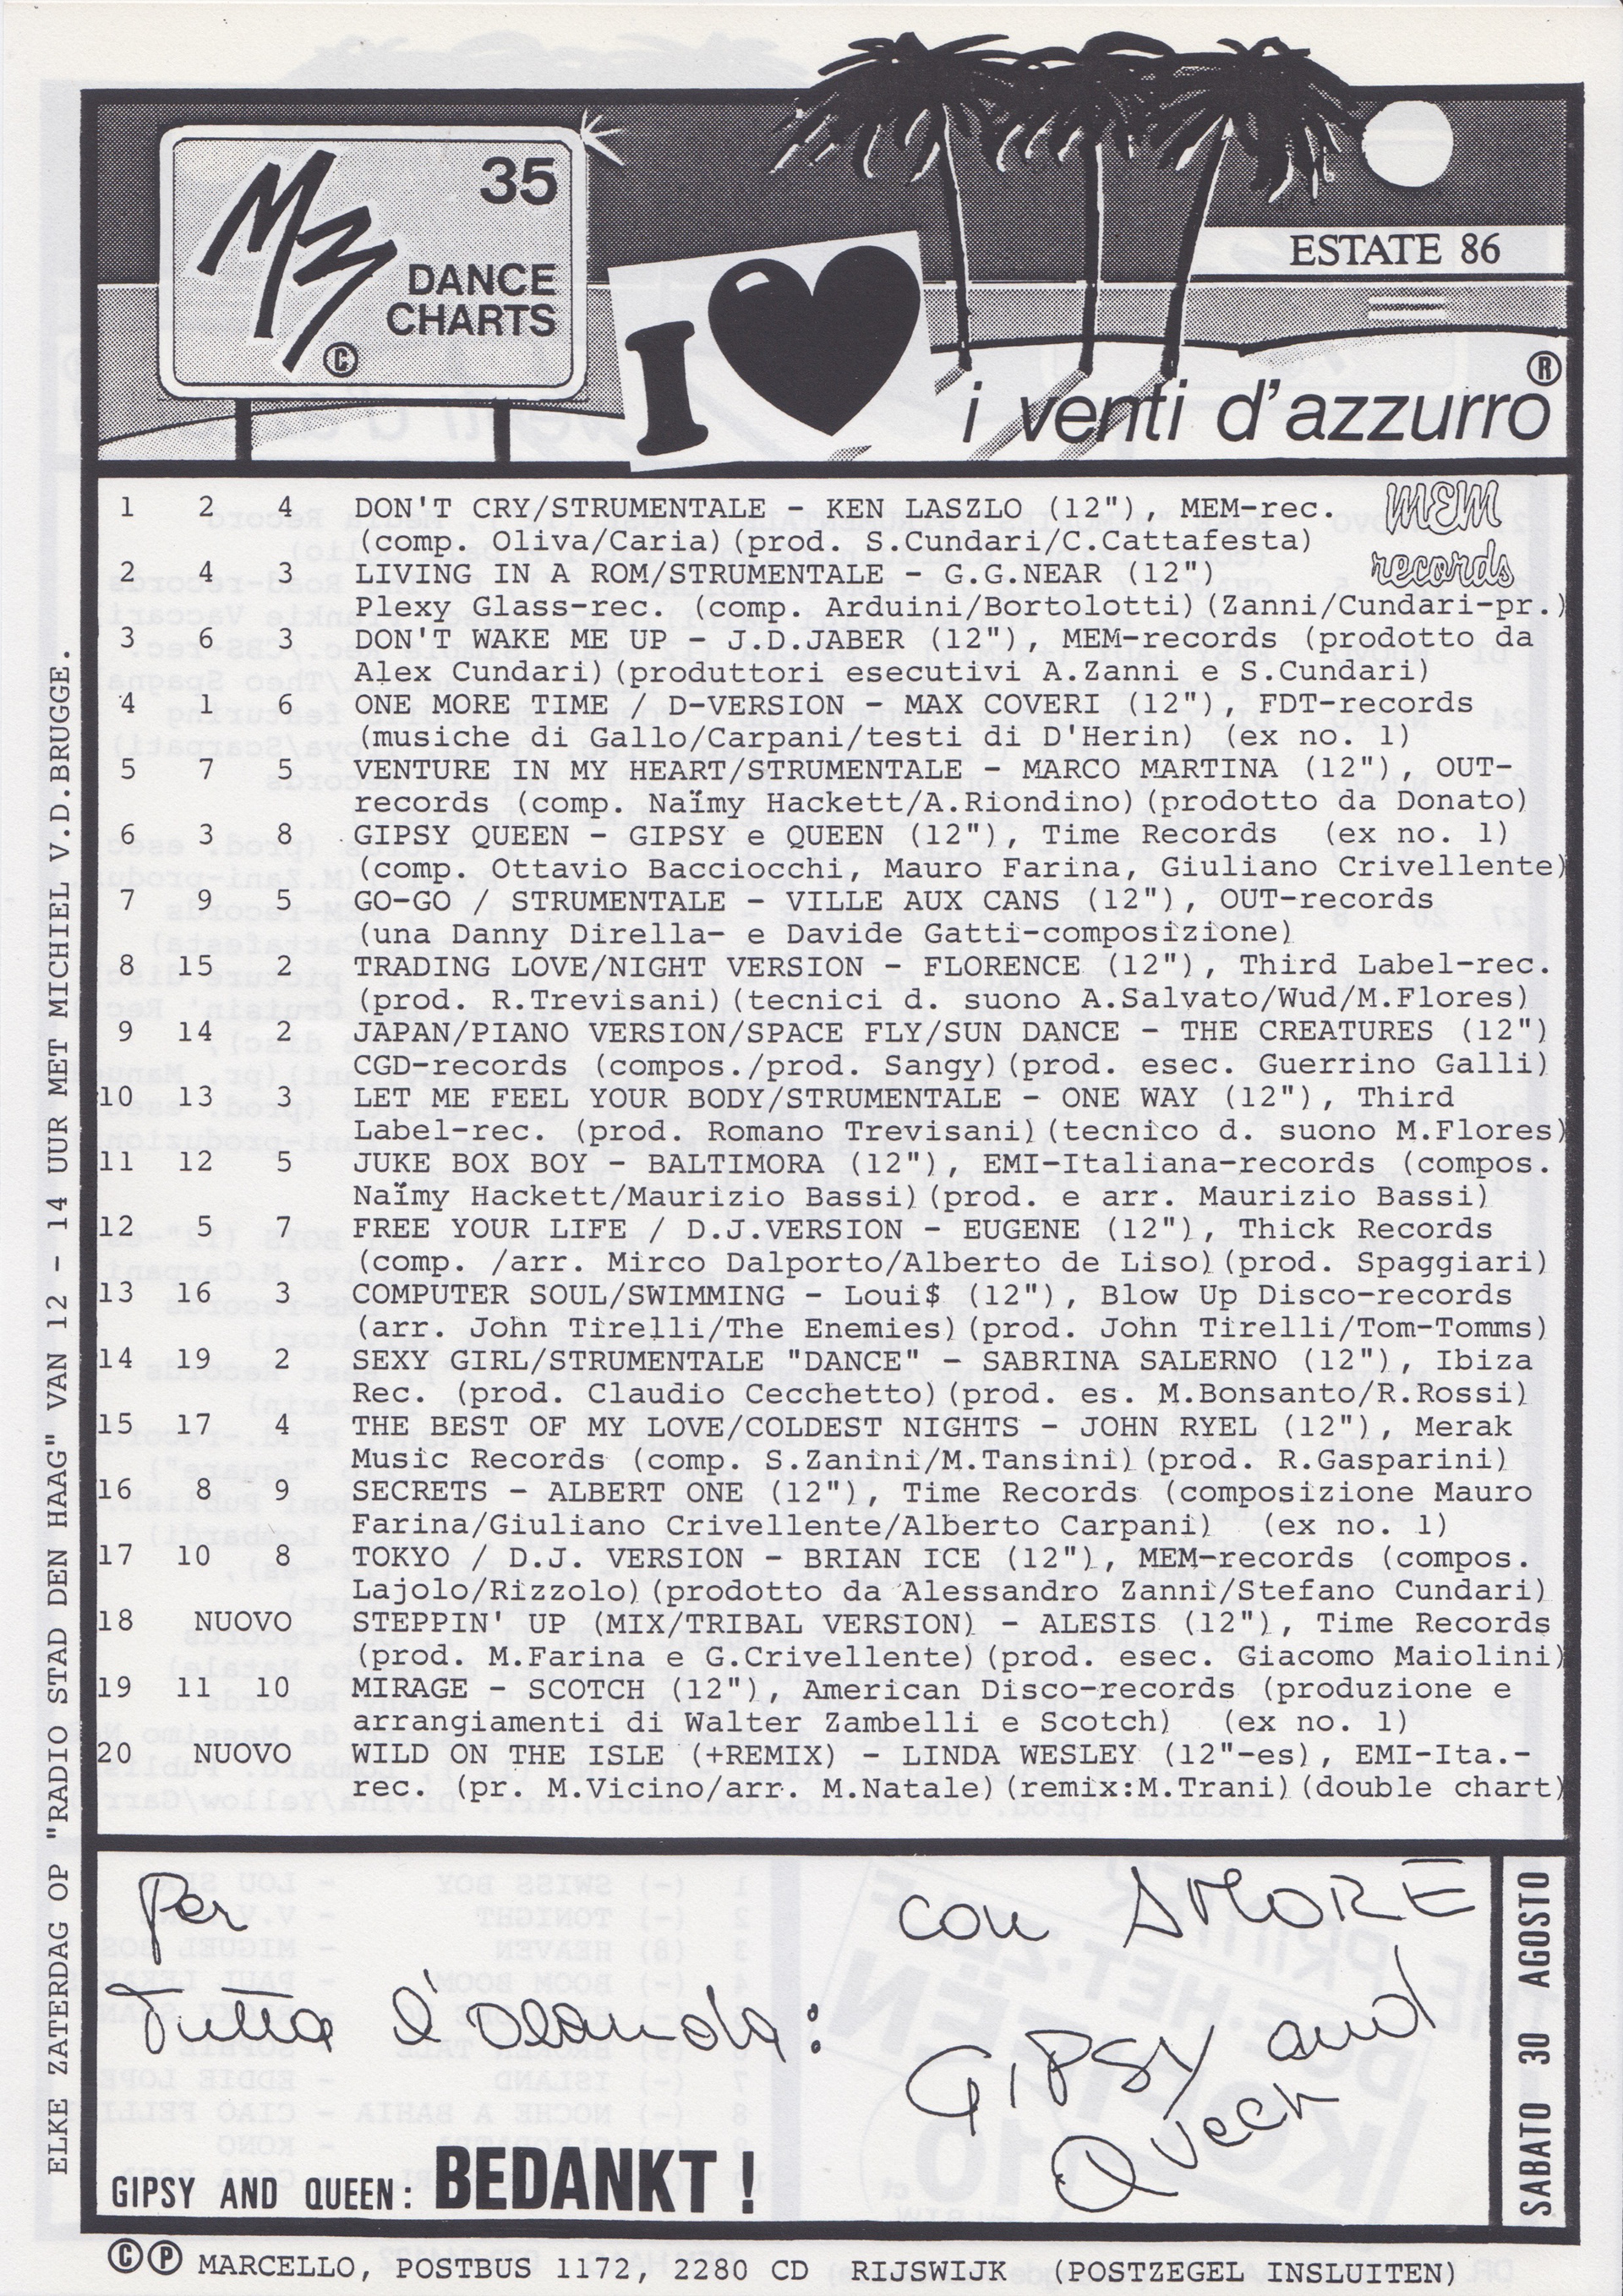 M3
35
DANCE
CHARTS
©
I
ESTATE 86
i venti d'azzurro®
MEM
records
1 2 4 DON'T CRY/STRUMENTALE - KEN LASZLO (12"), MEM-rec.
(comp. Oliva/Caria)(prod. S.Cundari/C.Cattafesta)
2 4 3 LIVING IN A ROM/STRUMENTALE - G.G.NEAR (12")
Plexy Glass-rec. (comp. Arduini/Bortolotti)(Zanni/Cundari-pr.)
3 6 3 DON'T WAKE ME UP - J.D.JABER (12"), MEM-records (prodotto da
Alex Cundari)(produttori esecutivi A.Zanni e S.Cundari)
4 1 6 ONE MORE TIME / D-VERSION - MAX COVERI (12"), FDT-records
(musiche di Gallo/Carpani/testi di D'Herin) (ex no. 1)
5 7 5 VENTURE IN MY HEART/STRUMENTALE - MARCO MARTINA (12"), OUT-
records (comp. Naïmy Hackett/A.Riondino)(prodotto da Donato)
6 3 8 GIPSY QUEEN - GIPSY e QUEEN (12"), Time Records (ex no. 1)
(comp. Ottavio Bacciocchi, Mauro Farina, Giuliano Crivellente)
7 9 5 GO-GO / STRUMENTALE - VILLE AUX CANS (12"), OUT-records
(una Danny Dirella- e Davide Gatti-composizione)
8 15 2 TRADING LOVE/NIGHT VERSION - FLORENCE (12"), Third Label-rec.
(prod. R.Trevisani)(tecnici d. suono A.Salvato/Wud/M.Flores)
9 14 2 JAPAN/PIANO VERSION/SPACE FLY/SUN DANCE - THE CREATURES (12")
CGD-records (compos./prod. Sangy)(prod. esec. Guerrino Galli)
10 13 3 LET ME FEEL YOUR BODY/STRUMENTALE - ONE WAY (12"), Third
Label-rec. (prod. Romano Trevisani)(tecnico d. suono M.Flores)
11 12 5 JUKE BOX BOY - BALTIMORA (12"), EMI-Italiana-records (compos.
Naïmy Hackett/Maurizio Bassi)(prod. e arr. Maurizio Bassi)
12 5 7 FREE YOUR LIFE / D.J.VERSION - EUGENE (12"), Thick Records
(comp. /arr. Mirco Dalporto/Alberto de Liso)(prod. Spaggiari)
13 16 3 COMPUTER SOUL/SWIMMING - Loui$ (12"), Blow Up Disco-records
(arr. John Tirelli/The Enemies)(prod. John Tirelli/Tom-Tomms)
14 19 2 SEXY GIRL/STRUMENTALE "DANCE" - SABRINA SALERNO (12"), Ibiza
Rec. (prod. Claudio Cecchetto)(prod. es. M.Bonsanto/R.Rossi)
15 17 4 THE BEST OF MY LOVE/COLDEST NIGHTS - JOHN RYEL (12"), Merak
Music Records (comp. S.Zanini/M.Tansini)(prod. R.Gasparini)
16 8 9 SECRETS - ALBERT ONE (12"), Time Records (composizione Mauro
Farina/Giuliano Crivellente/Alberto Carpani) (ex no. 1)
17 10 8 TOKYO / D.J. VERSION - BRIAN ICE (12"), MEM-records (compos.
Lajolo/Rizzolo)(prodotto da Alessandro Zanni/Stefano Cundari)
18 NUOVO STEPPIN' UP (MIX/TRIBAL VERSION) - ALESIS (12"), Time Records
(prod. M.Farina e G.Crivellente)(prod. esec. Giacomo Maiolini)
19 11 10 MIRAGE - SCOTCH (12"), American Disco-records (produzione e
arrangiamenti di Walter Zambelli e Scotch) (ex no. 1)
20 NUOVO WILD ON THE ISLE (+REMIX) - LINDA WESLEY (12"-es), EMI-Ita.-
rec. (pr. M.Vicino/arr. M.Natale)(remix:M.Trani)(double chart)
ELKE ZATERDAG OP "RADIO STAD DEN HAAG" VAN 12 - 14 UUR MET MICHIEL V.D.BRUGGE.
Per
Tutta l'Olanda:
con AMORE
GIPSY and
Queen
GIPSY AND QUEEN: BEDANKT !
SABATO 30 AGOSTO
©Ⓟ MARCELLO, POSTBUS 1172, 2280 CD RIJSWIJK (POSTZEGEL INSLUITEN)